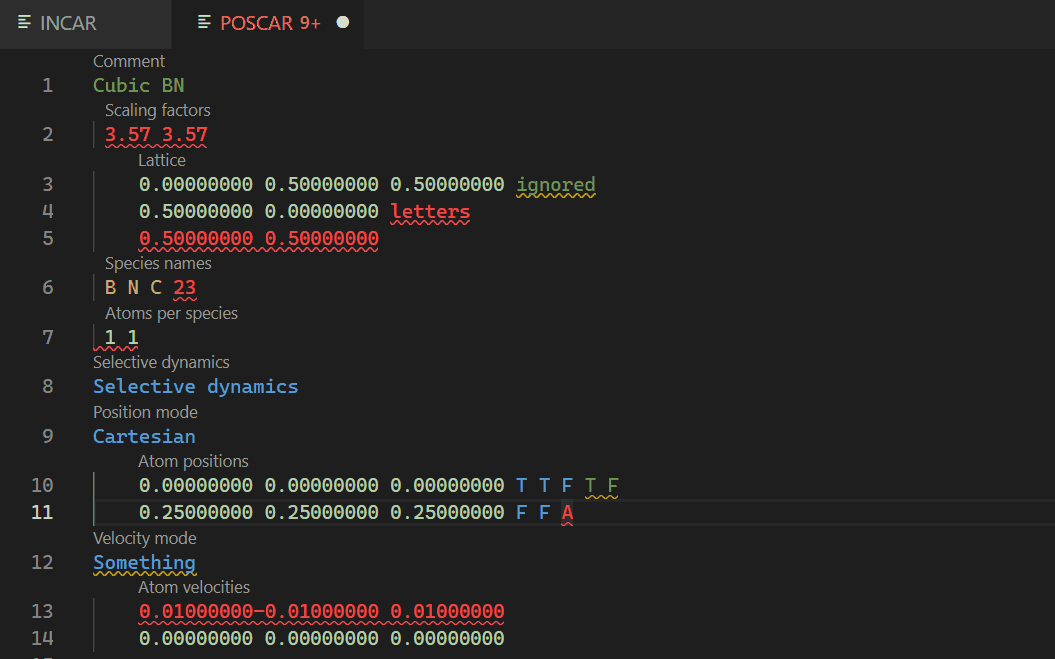 INCAR POSCAR 9+
Comment
1 Cubic BN
Scaling factors
2 3.57 3.57
Lattice
3 0.00000000 0.50000000 0.50000000 ignored
4 0.50000000 0.00000000 letters
5 0.50000000 0.50000000
Species names
6 B N C 23
Atoms per species
7 1 1
Selective dynamics
8 Selective dynamics
Position mode
9 Cartesian
Atom positions
10 0.00000000 0.00000000 0.00000000 T T F T F
11 0.25000000 0.25000000 0.25000000 F F A
Velocity mode
12 Something
Atom velocities
13 0.01000000-0.01000000 0.01000000
14 0.00000000 0.00000000 0.00000000